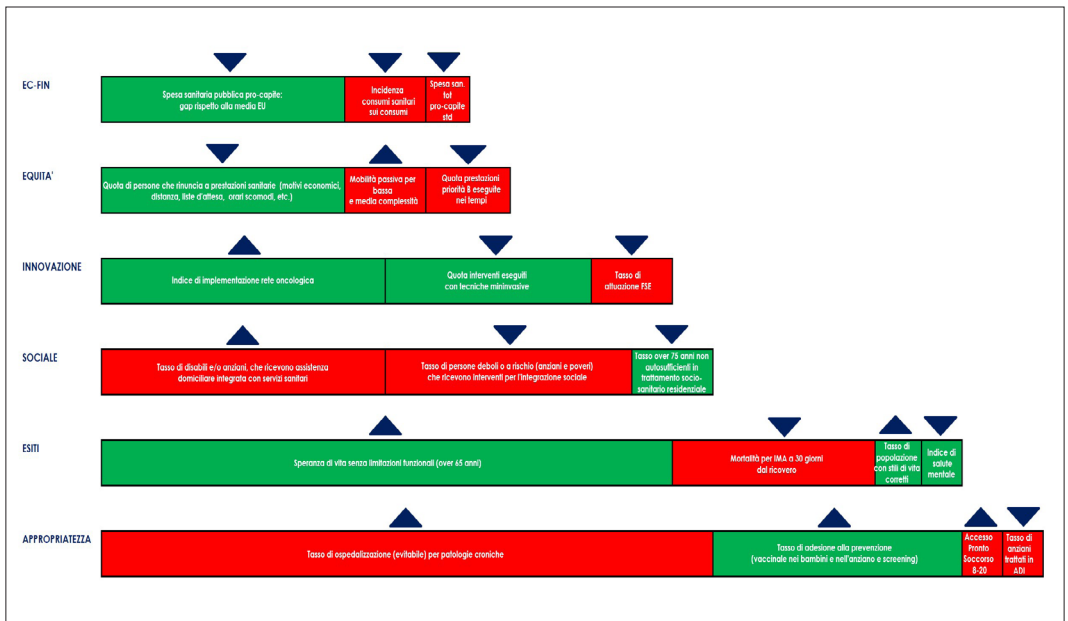 EC-FIN
Spesa sanitaria pubblica pro-capite:
gap rispetto alla media EU
Incidenza
consumi sanitari
sui consumi
Spesa san.
tot
pro-capite
std
EQUITA'
Quota di persone che rinuncia a prestazioni sanitarie (motivi economici,
distanza, liste d'attesa, orari scomodi, etc.)
Mobilità passiva per
bassa
e media complessità
Quota prestazioni
priorità B eseguite
nei tempi
INNOVAZIONE
Indice di implementazione rete oncologica
Quota interventi eseguiti
con tecniche mininvasive
Tasso di
attuazione FSE
SOCIALE
Tasso di disabili e/o anziani, che ricevono assistenza
domiciliare integrata con servizi sanitari
Tasso di persone deboli o a rischio (anziani e poveri)
che ricevono interventi per l'integrazione sociale
Tasso over 75 anni non
autosufficienti in
trattamento socio-
sanitario residenziale
ESITI
Speranza di vita senza limitazioni funzionali (over 65 anni)
Mortalità per IMA a 30 giorni
dal ricovero
Tasso di
popolazione
con stili di vita
corretti
Indice di
salute
mentale
APPROPRIATEZZA
Tasso di ospedalizzazione (evitabile) per patologie croniche
Tasso di adesione alla prevenzione
(vaccinale nei bambini e nell'anziano e screening)
Accesso
Pronto
Soccorso
8-20
Tasso di
anziani
trattati in
ADI